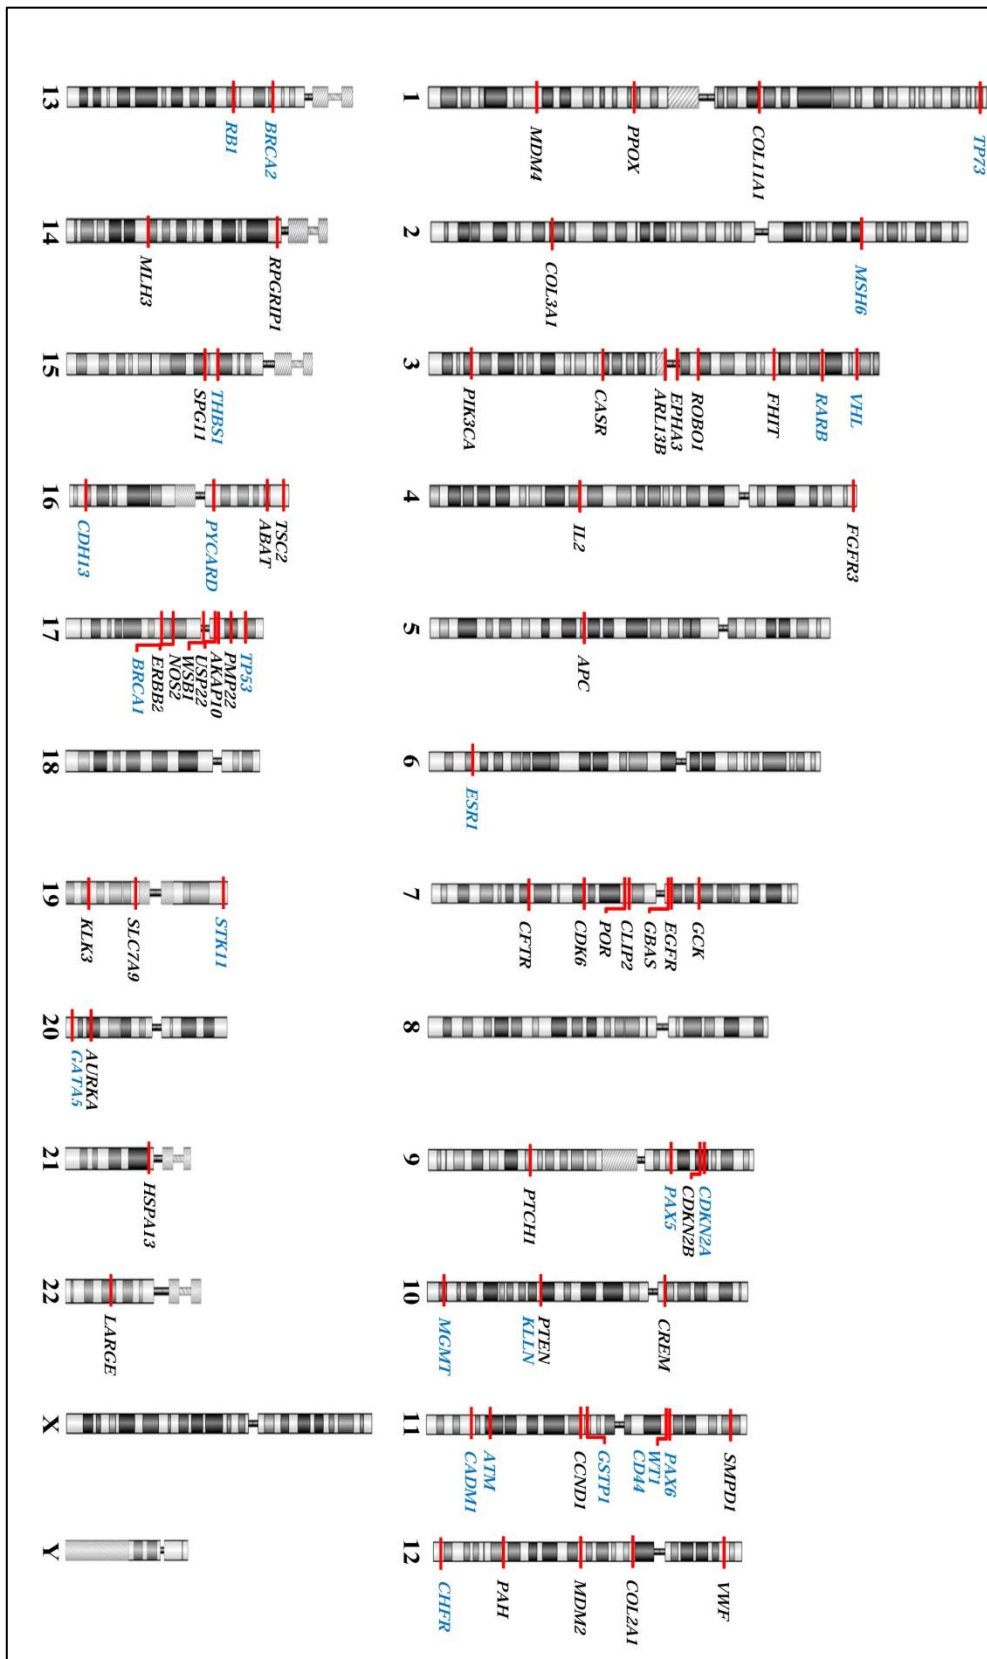 1
TP73
COL11A1
PPOX
MDM4
2
MSH6
COL3A1
3
VHL
RARB
FHIT
ROBO1
EPHA3
ARL13B
CASR
PIK3CA
4
FGFR3
IL2
5
APC
6
ESR1
7
GCK
EGFR
GBAS
CLIP2
POR
CDK6
CFTR
8
9
CDKN2A
CDKN2B
PAX5
PTCH1
10
CREM
PTEN
KLLN
MGMT
11
SMPD1
PAX6
WT1
CD44
GSTP1
CCND1
ATM
CADM1
12
VWF
COL2A1
MDM2
PAH
CHFR
13
BRCA2
RB1
14
RPGRIP1
MLH3
15
THBS1
SPG11
16
TSC2
ABAT
PYCARD
CDH13
17
TP53
PMP22
AKAP10
USP22
WSB1
NOS2
ERBB2
BRCA1
18
19
STK11
SLC7A9
KLK3
20
AURKA
GATA5
21
HSPA13
22
LARGE
X
Y